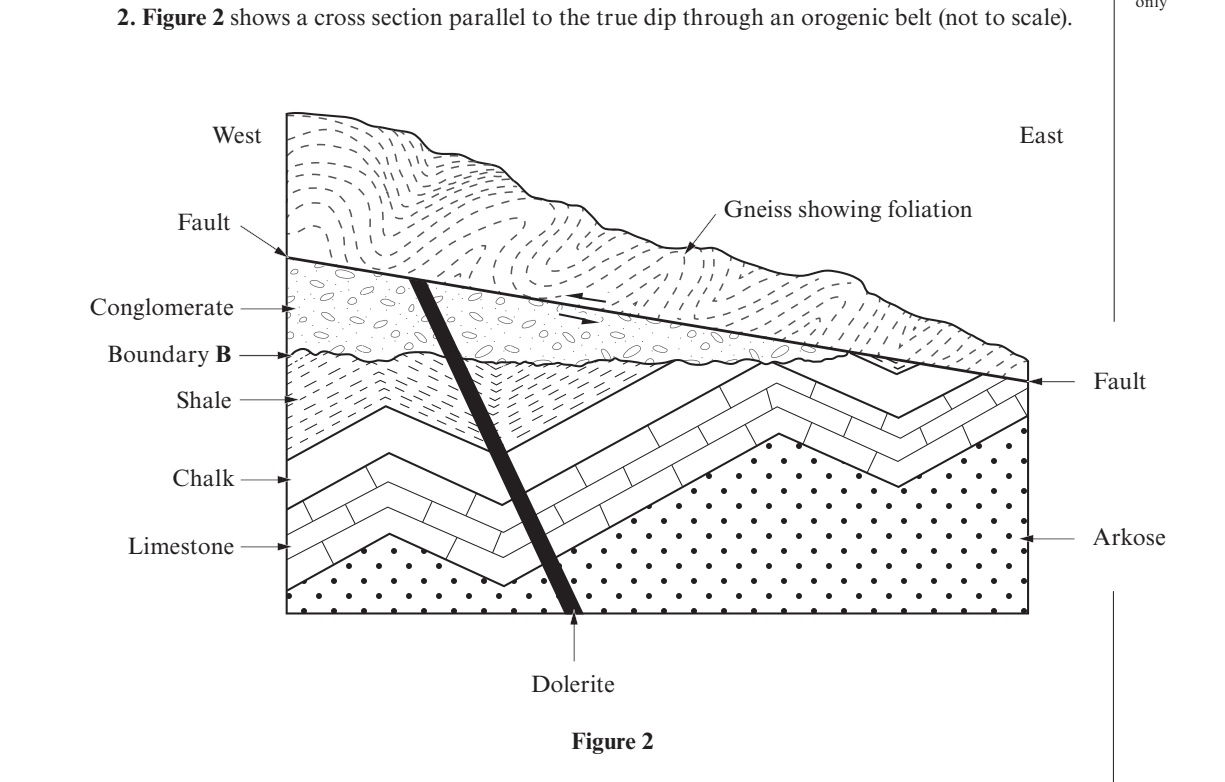 only
2. Figure 2 shows a cross section parallel to the true dip through an orogenic belt (not to scale).
West
East
Gneiss showing foliation
Fault
Conglomerate
Boundary B
Fault
Shale
Chalk
Limestone
Arkose
Dolerite
Figure 2